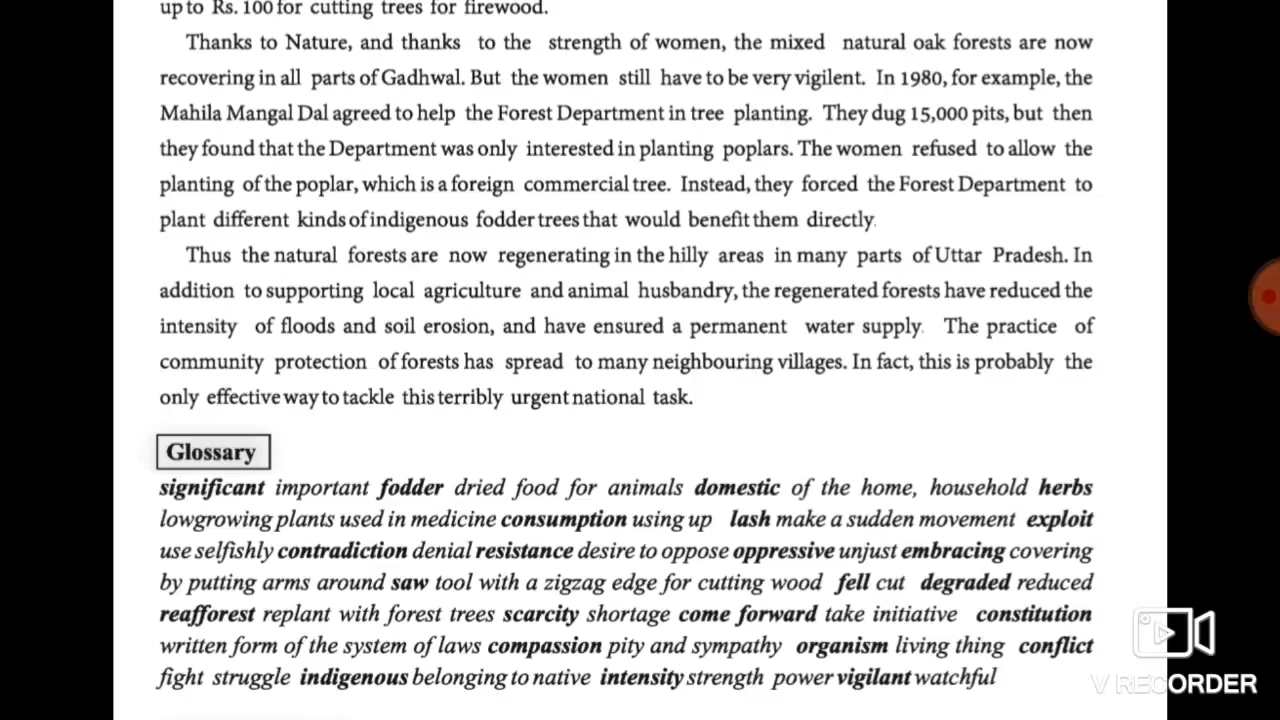 up to Rs. 100 for cutting trees for firewood.
Thanks to Nature, and thanks to the strength of women, the mixed natural oak forests are now
recovering in all parts of Gadhwal. But the women still have to be very vigilent. In 1980, for example, the
Mahila Mangal Dal agreed to help the Forest Department in tree planting. They dug 15,000 pits, but then
they found that the Department was only interested in planting poplars. The women refused to allow the
planting of the poplar, which is a foreign commercial tree. Instead, they forced the Forest Department to
plant different kinds of indigenous fodder trees that would benefit them directly.
Thus the natural forests are now regenerating in the hilly areas in many parts of Uttar Pradesh. In
addition to supporting local agriculture and animal husbandry, the regenerated forests have reduced the
intensity of floods and soil erosion, and have ensured a permanent water supply. The practice of
community protection of forests has spread to many neighbouring villages. In fact, this is probably the
only effective way to tackle this terribly urgent national task.
Glossary
significant important fodder dried food for animals domestic of the home, household herbs
lowgrowing plants used in medicine consumption using up lash make a sudden movement exploit
use selfishly contradiction denial resistance desire to oppose oppressive unjust embracing covering
by putting arms around saw tool with a zigzag edge for cutting wood fell cut degraded reduced
reafforest replant with forest trees scarcity shortage come forward take initiative constitution
written form of the system of laws compassion pity and sympathy organism living thing conflict
fight struggle indigenous belonging to native intensity strength power vigilant watchful
V RECORDER